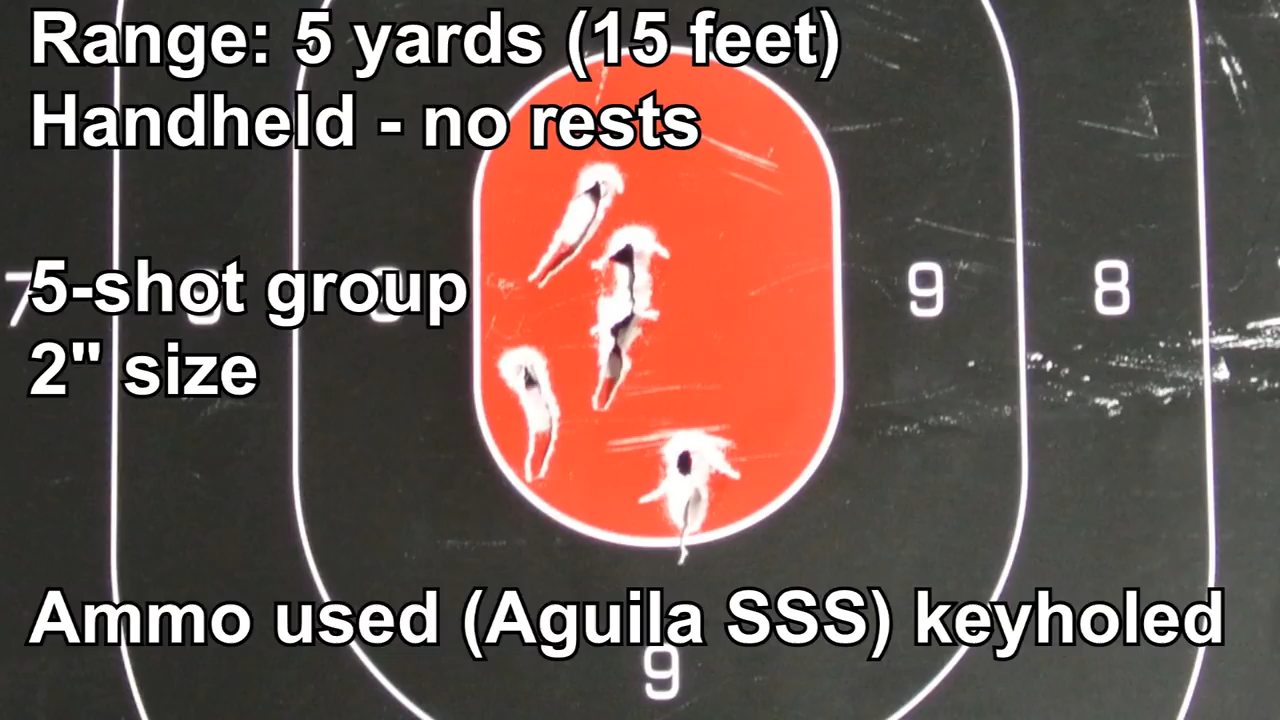 Range: 5 yards (15 feet)
Handheld - no rests
5-shot group
2" size
7
9
8
Ammo used (Aguila SSS) keyholed
9